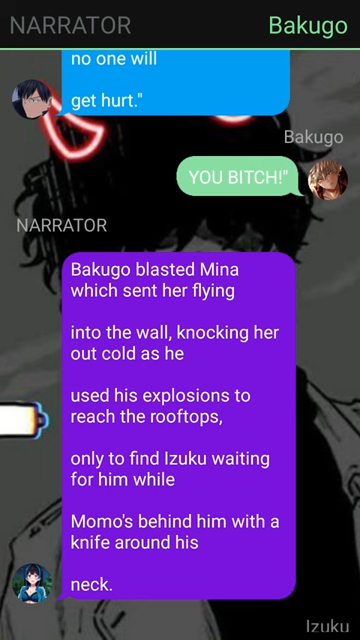 NARRATOR Bakugo
no one will
get hurt."
Bakugo
YOU BITCH!"
NARRATOR
Bakugo blasted Mina
which sent her flying
into the wall, knocking her
out cold as he
used his explosions to
reach the rooftops,
only to find Izuku waiting
for him while
Momo's behind him with a
knife around his
neck.
Izuku